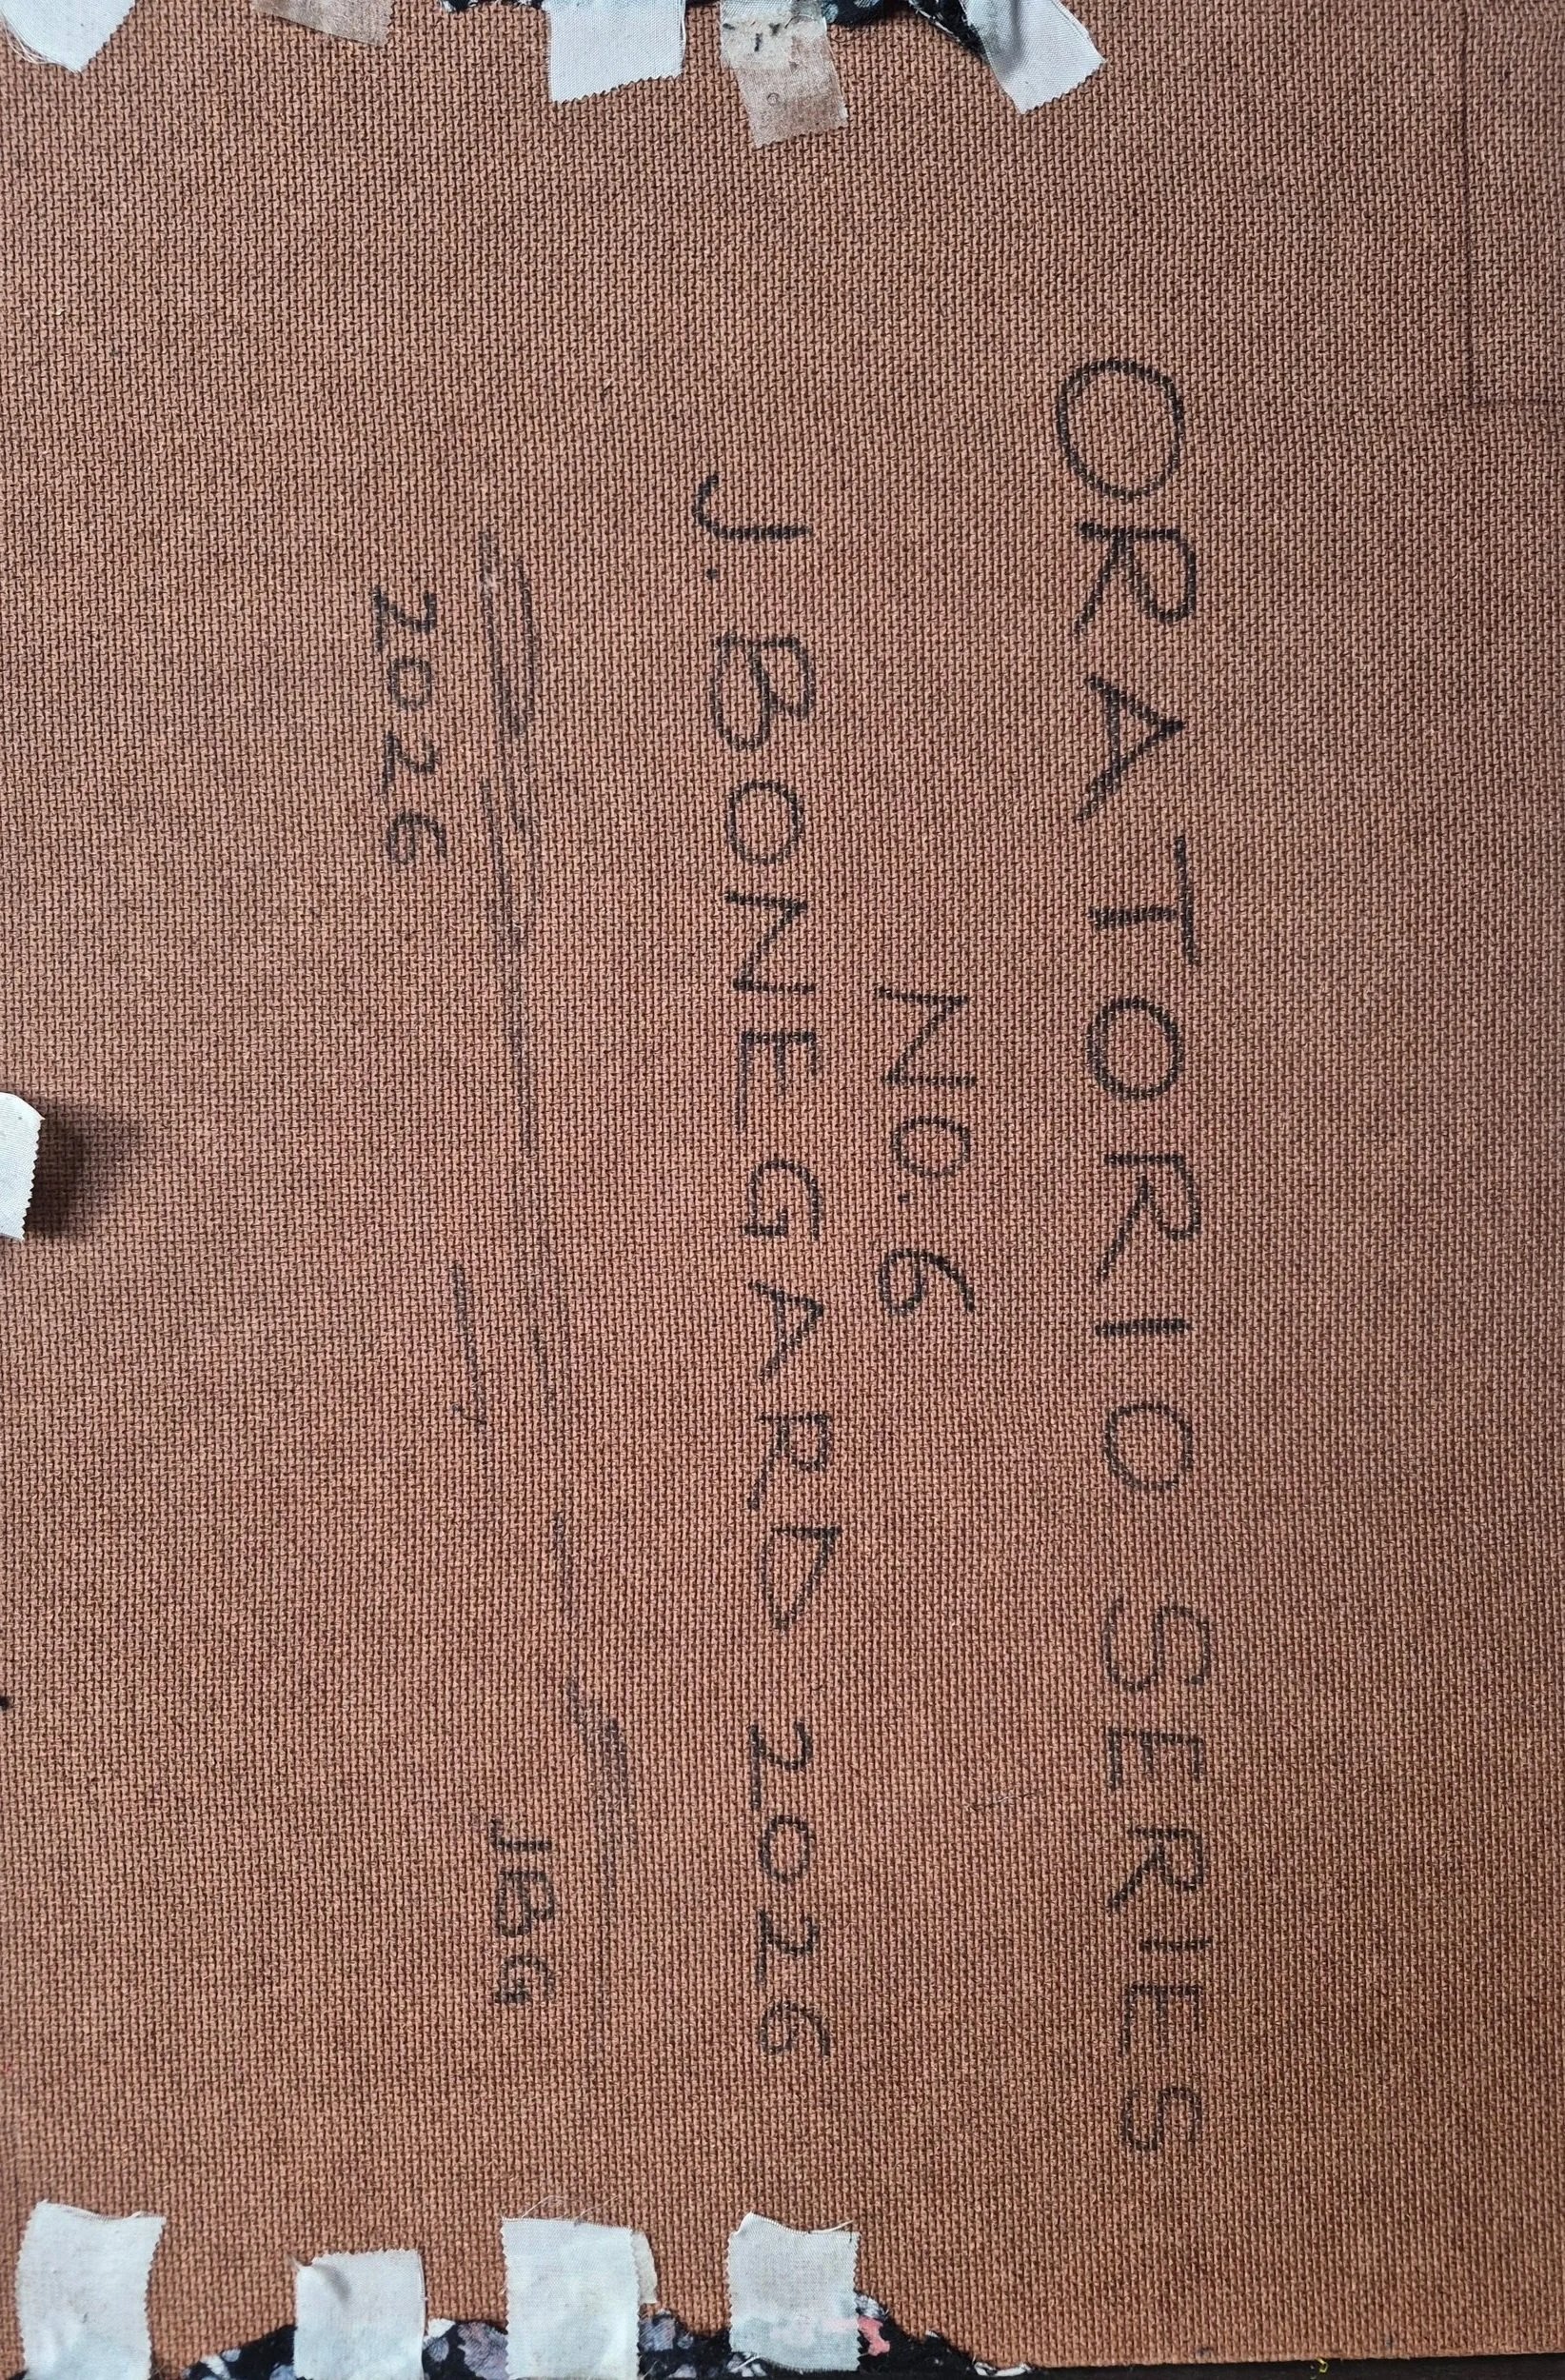 ORATORIO SERIES
NO.6
J. BONEGARD 2026
JBG
2026